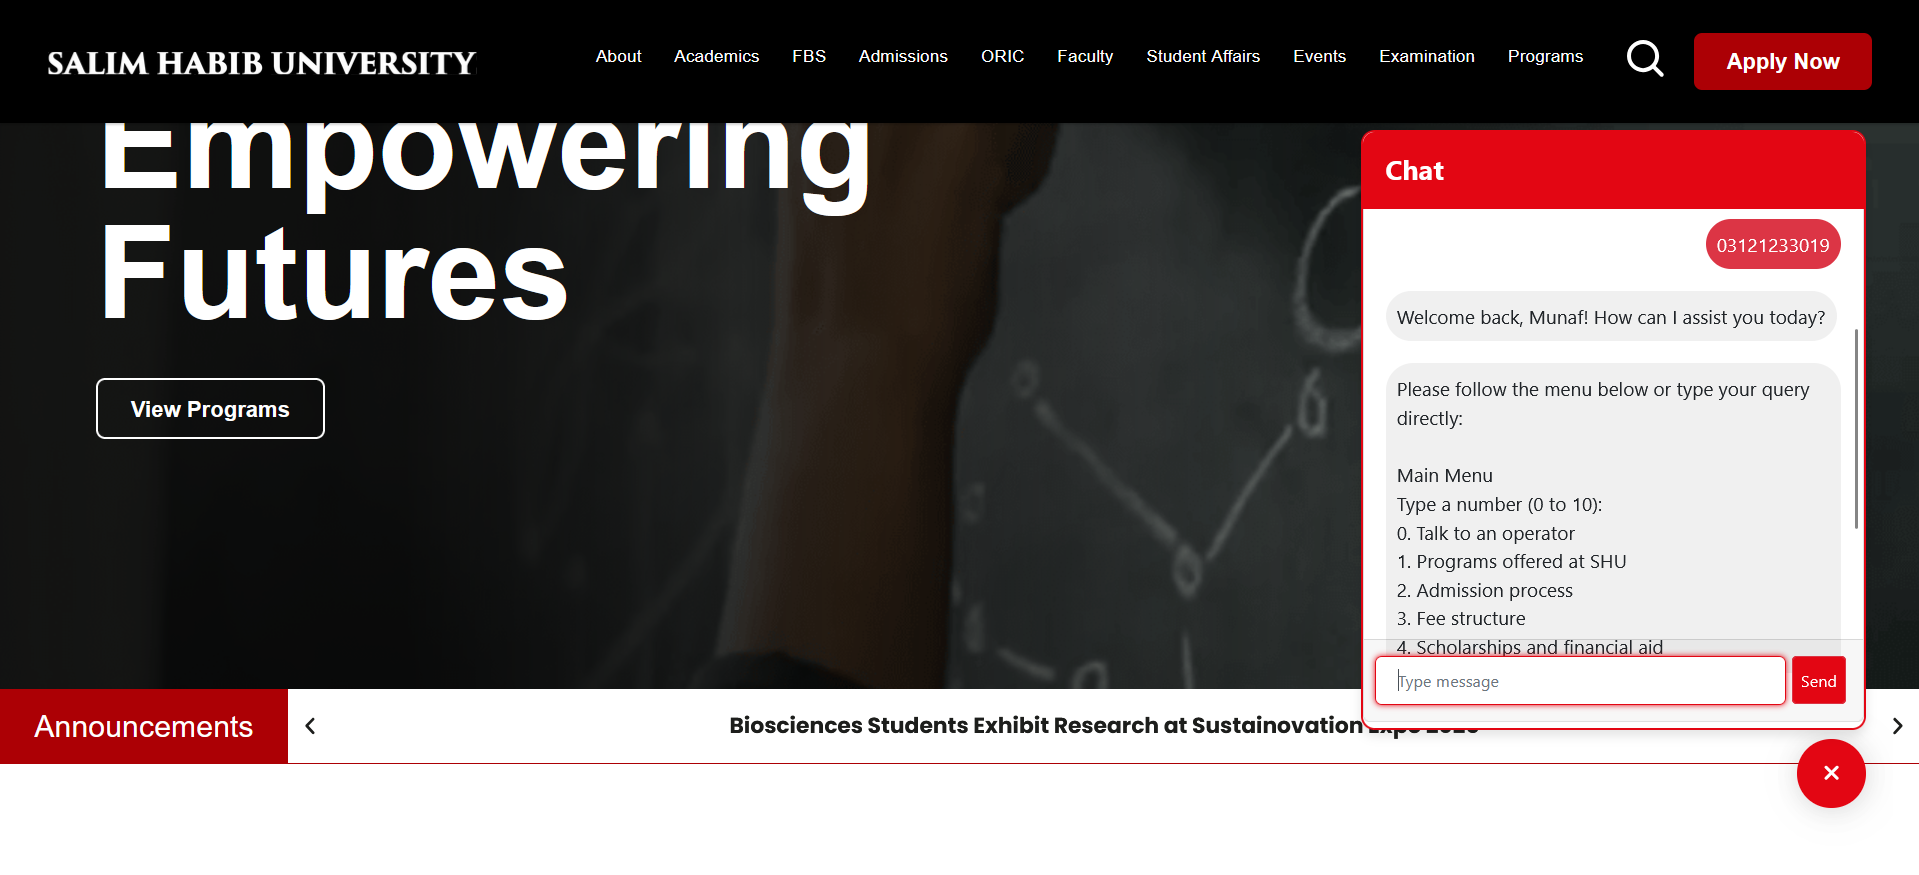 SALIM HABIB UNIVERSITY
About Academics FBS Admissions ORIC Faculty Student Affairs Events Examination Programs
Apply Now
Empowering
Futures
View Programs
Chat
03121233019
Welcome back, Munaf! How can I assist you today?
Please follow the menu below or type your query
directly:
Main Menu
Type a number (0 to 10):
0. Talk to an operator
1. Programs offered at SHU
2. Admission process
3. Fee structure
4. Scholarships and financial aid
Type message
Send
Announcements
Biosciences Students Exhibit Research at Sustainovation